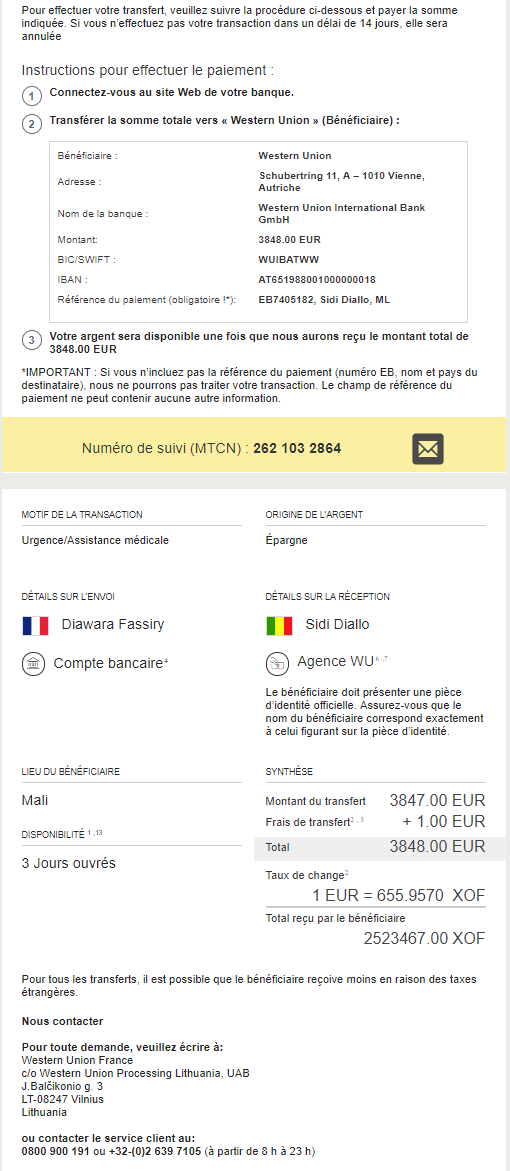 Pour effectuer votre transfert, veuillez suivre la procédure ci-dessous et payer la somme
indiquée. Si vous n'effectuez pas votre transaction dans un délai de 14 jours, elle sera
annulée
Instructions pour effectuer le paiement :
1 Connectez-vous au site Web de votre banque.
2 Transférer la somme totale vers « Western Union » (Bénéficiaire) :
Bénéficiaire : Western Union
Adresse : Schubertring 11, A – 1010 Vienne,
Autriche
Nom de la banque : Western Union International Bank
GmbH
Montant: 3848.00 EUR
BIC/SWIFT : WUIBATWW
IBAN : AT651988001000000018
Référence du paiement (obligatoire !*): EB7405182, Sidi Diallo, ML
3 Votre argent sera disponible une fois que nous aurons reçu le montant total de
3848.00 EUR
*IMPORTANT : Si vous n'incluez pas la référence du paiement (numéro EB, nom et pays du
destinataire), nous ne pourrons pas traiter votre transaction. Le champ de référence du
paiement ne peut contenir aucune autre information.
Numéro de suivi (MTCN) : 262 103 2864
MOTIF DE LA TRANSACTION
Urgence/Assistance médicale
ORIGINE DE L'ARGENT
Épargne
DÉTAILS SUR L'ENVOI
Diawara Fassiry
Compte bancaire4
DÉTAILS SUR LA RÉCEPTION
Sidi Diallo
Agence WU6 ,7
Le bénéficiaire doit présenter une pièce
d'identité officielle. Assurez-vous que le
nom du bénéficiaire correspond exactement
à celui figurant sur la pièce d'identité.
LIEU DU BÉNÉFICIAIRE
Mali
DISPONIBILITÉ 1 ,13
3 Jours ouvrés
SYNTHÈSE
Montant du transfert 3847.00 EUR
Frais de transfert2 , 5 + 1.00 EUR
Total 3848.00 EUR
Taux de change2
1 EUR = 655.9570 XOF
Total reçu par le bénéficiaire
2523467.00 XOF
Pour tous les transferts, il est possible que le bénéficiaire reçoive moins en raison des taxes
étrangères.
Nous contacter
Pour toute demande, veuillez écrire à:
Western Union France
c/o Western Union Processing Lithuania, UAB
J.Balčikonio g. 3
LT-08247 Vilnius
Lithuania
ou contacter le service client au:
0800 900 191 ou +32-(0)2 639 7105 (à partir de 8 h à 23 h)